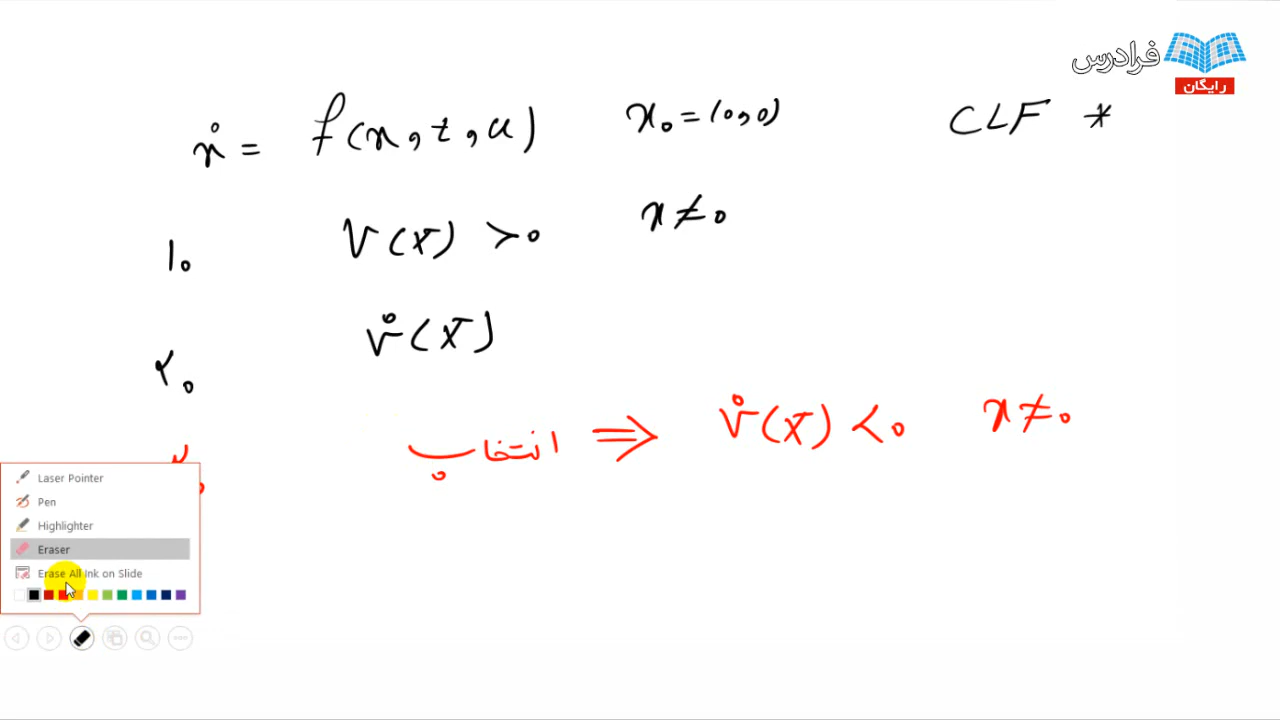 فرادرس
رایگان
ẋ = f(x, t, u) x₀ = (0,0) CLF *
1. V(x) > 0 x ≠ 0
۲. V̇(x)
انتخاب ⇒ V̇(x) < 0 x ≠ 0
Laser Pointer
Pen
Highlighter
Eraser
Erase All Ink on Slide